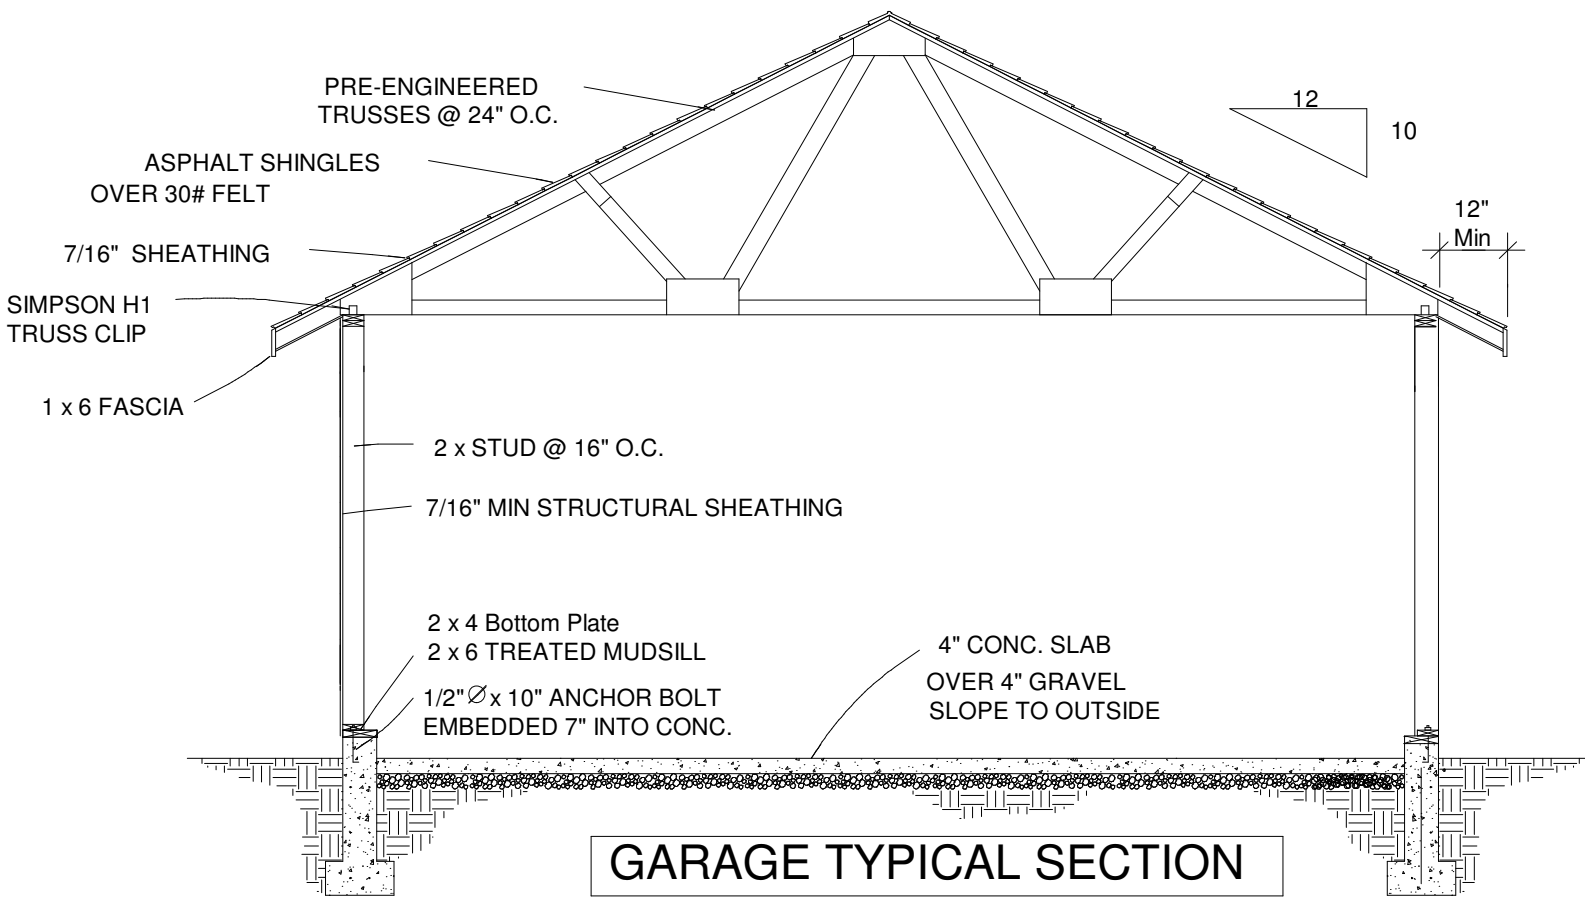 PRE-ENGINEERED
TRUSSES @ 24" O.C.
ASPHALT SHINGLES
OVER 30# FELT
7/16" SHEATHING
SIMPSON H1
TRUSS CLIP
1 x 6 FASCIA
12
10
12"
Min
2 x STUD @ 16" O.C.
7/16" MIN STRUCTURAL SHEATHING
2 x 4 Bottom Plate
2 x 6 TREATED MUDSILL
1/2"∅ x 10" ANCHOR BOLT
EMBEDDED 7" INTO CONC.
4" CONC. SLAB
OVER 4" GRAVEL
SLOPE TO OUTSIDE
GARAGE TYPICAL SECTION